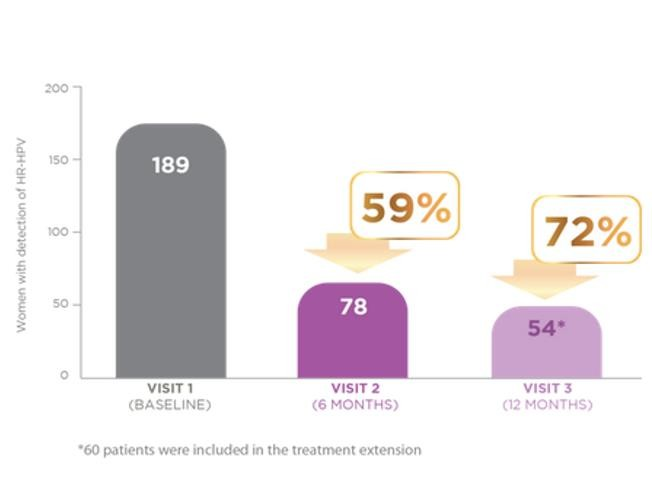 Women with detection of HR-HPV
200
150
100
50
0
189
59%
78
72%
54*
VISIT 1
(BASELINE)
VISIT 2
(6 MONTHS)
VISIT 3
(12 MONTHS)
*60 patients were included in the treatment extension